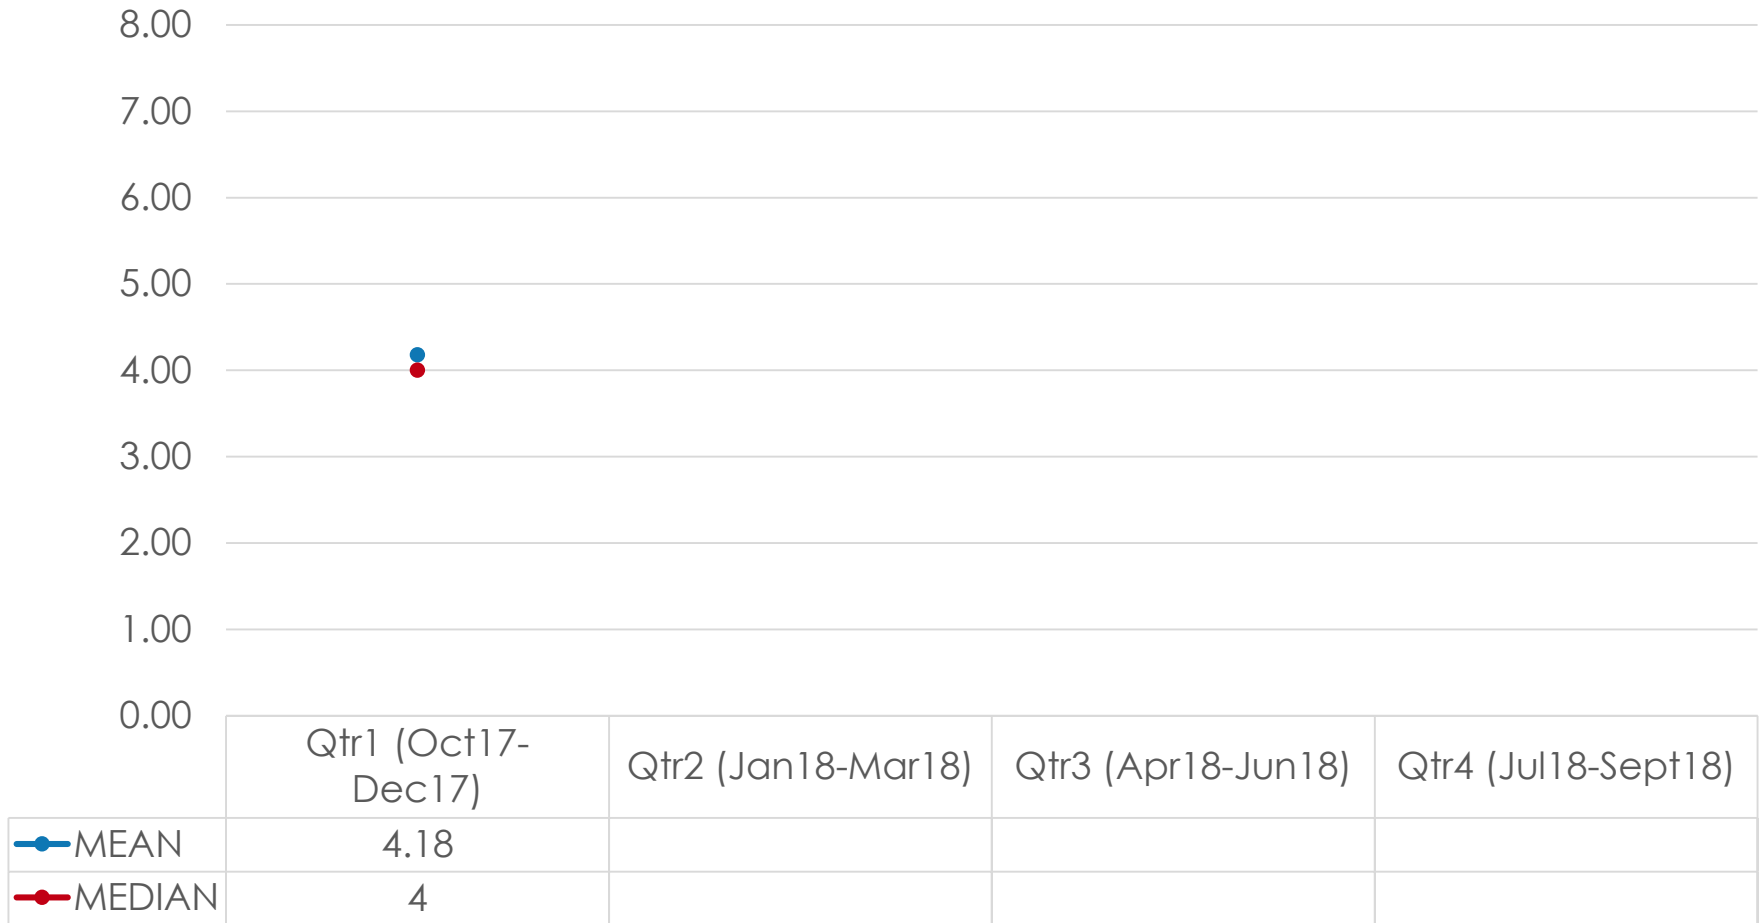 8.00
7.00
6.00
5.00
4.00
3.00
2.00
1.00
0.00
Qtr1 (Oct17-
Dec17)
Qtr2 (Jan18-Mar18)
Qtr3 (Apr18-Jun18)
Qtr4 (Jul18-Sept18)
MEAN 4.18
MEDIAN 4